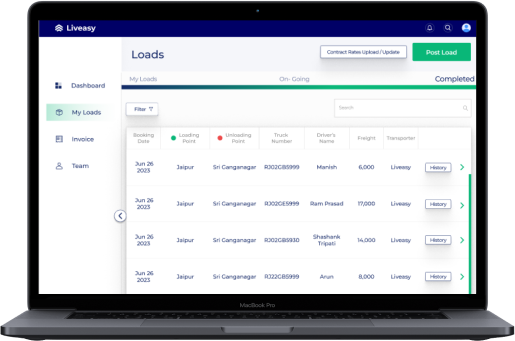 Liveasy
Loads
Contract Rates Upload / Update
Post Load
Dashboard
My Loads
Invoice
Team
My Loads On- Going Completed
Filter
Search
Booking Date Loading Point Unloading Point Truck Number Driver's Name Freight Transporter
Jun 26 2023 Jaipur Sri Ganganagar RJ02GB5999 Manish 6,000 Liveasy History
Jun 26 2023 Jaipur Sri Ganganagar RJ02GE5999 Ram Prasad 17,000 Liveasy History
Jun 26 2023 Jaipur Sri Ganganagar RJ02GB5930 Shashank Tripati 14,000 Liveasy History
Jun 26 2023 Jaipur Sri Ganganagar RJ22GB5999 Arun 8,000 Liveasy History
MacBook Pro